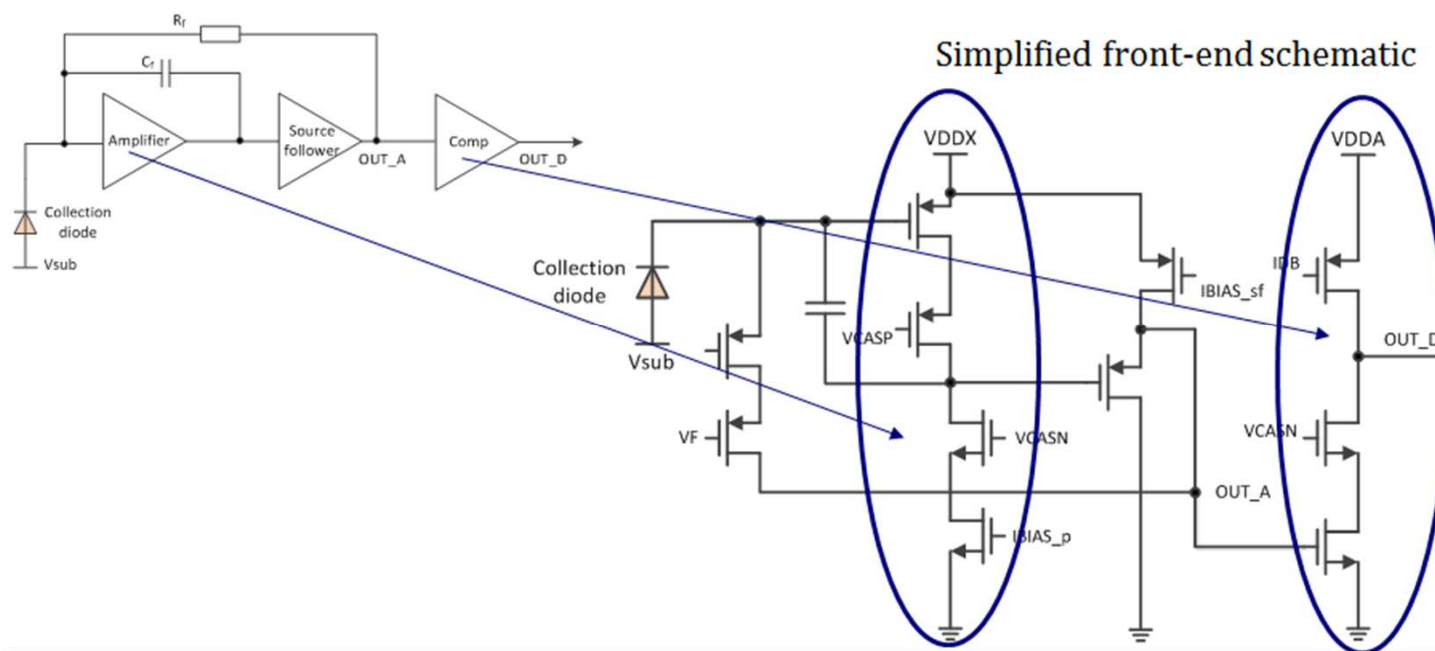 Simplified front-end schematic
Rf
Cf
Amplifier
Source
follower
OUT_A
Comp
OUT_D
Collection
diode
Vsub
VDDX
VDDA
Collection
diode
Vsub
VCASP
IBIAS_sf
IDB
OUT_D
VF
VCASN
VCASN
OUT_A
IBIAS_p